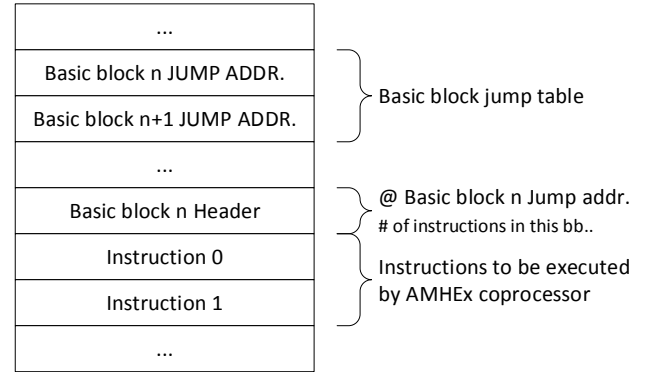 ...
Basic block n JUMP ADDR.
Basic block n+1 JUMP ADDR.
Basic block jump table
...
Basic block n Header
@ Basic block n Jump addr.
# of instructions in this bb..
Instruction 0
Instruction 1
Instructions to be executed
by AMHEx coprocessor
...